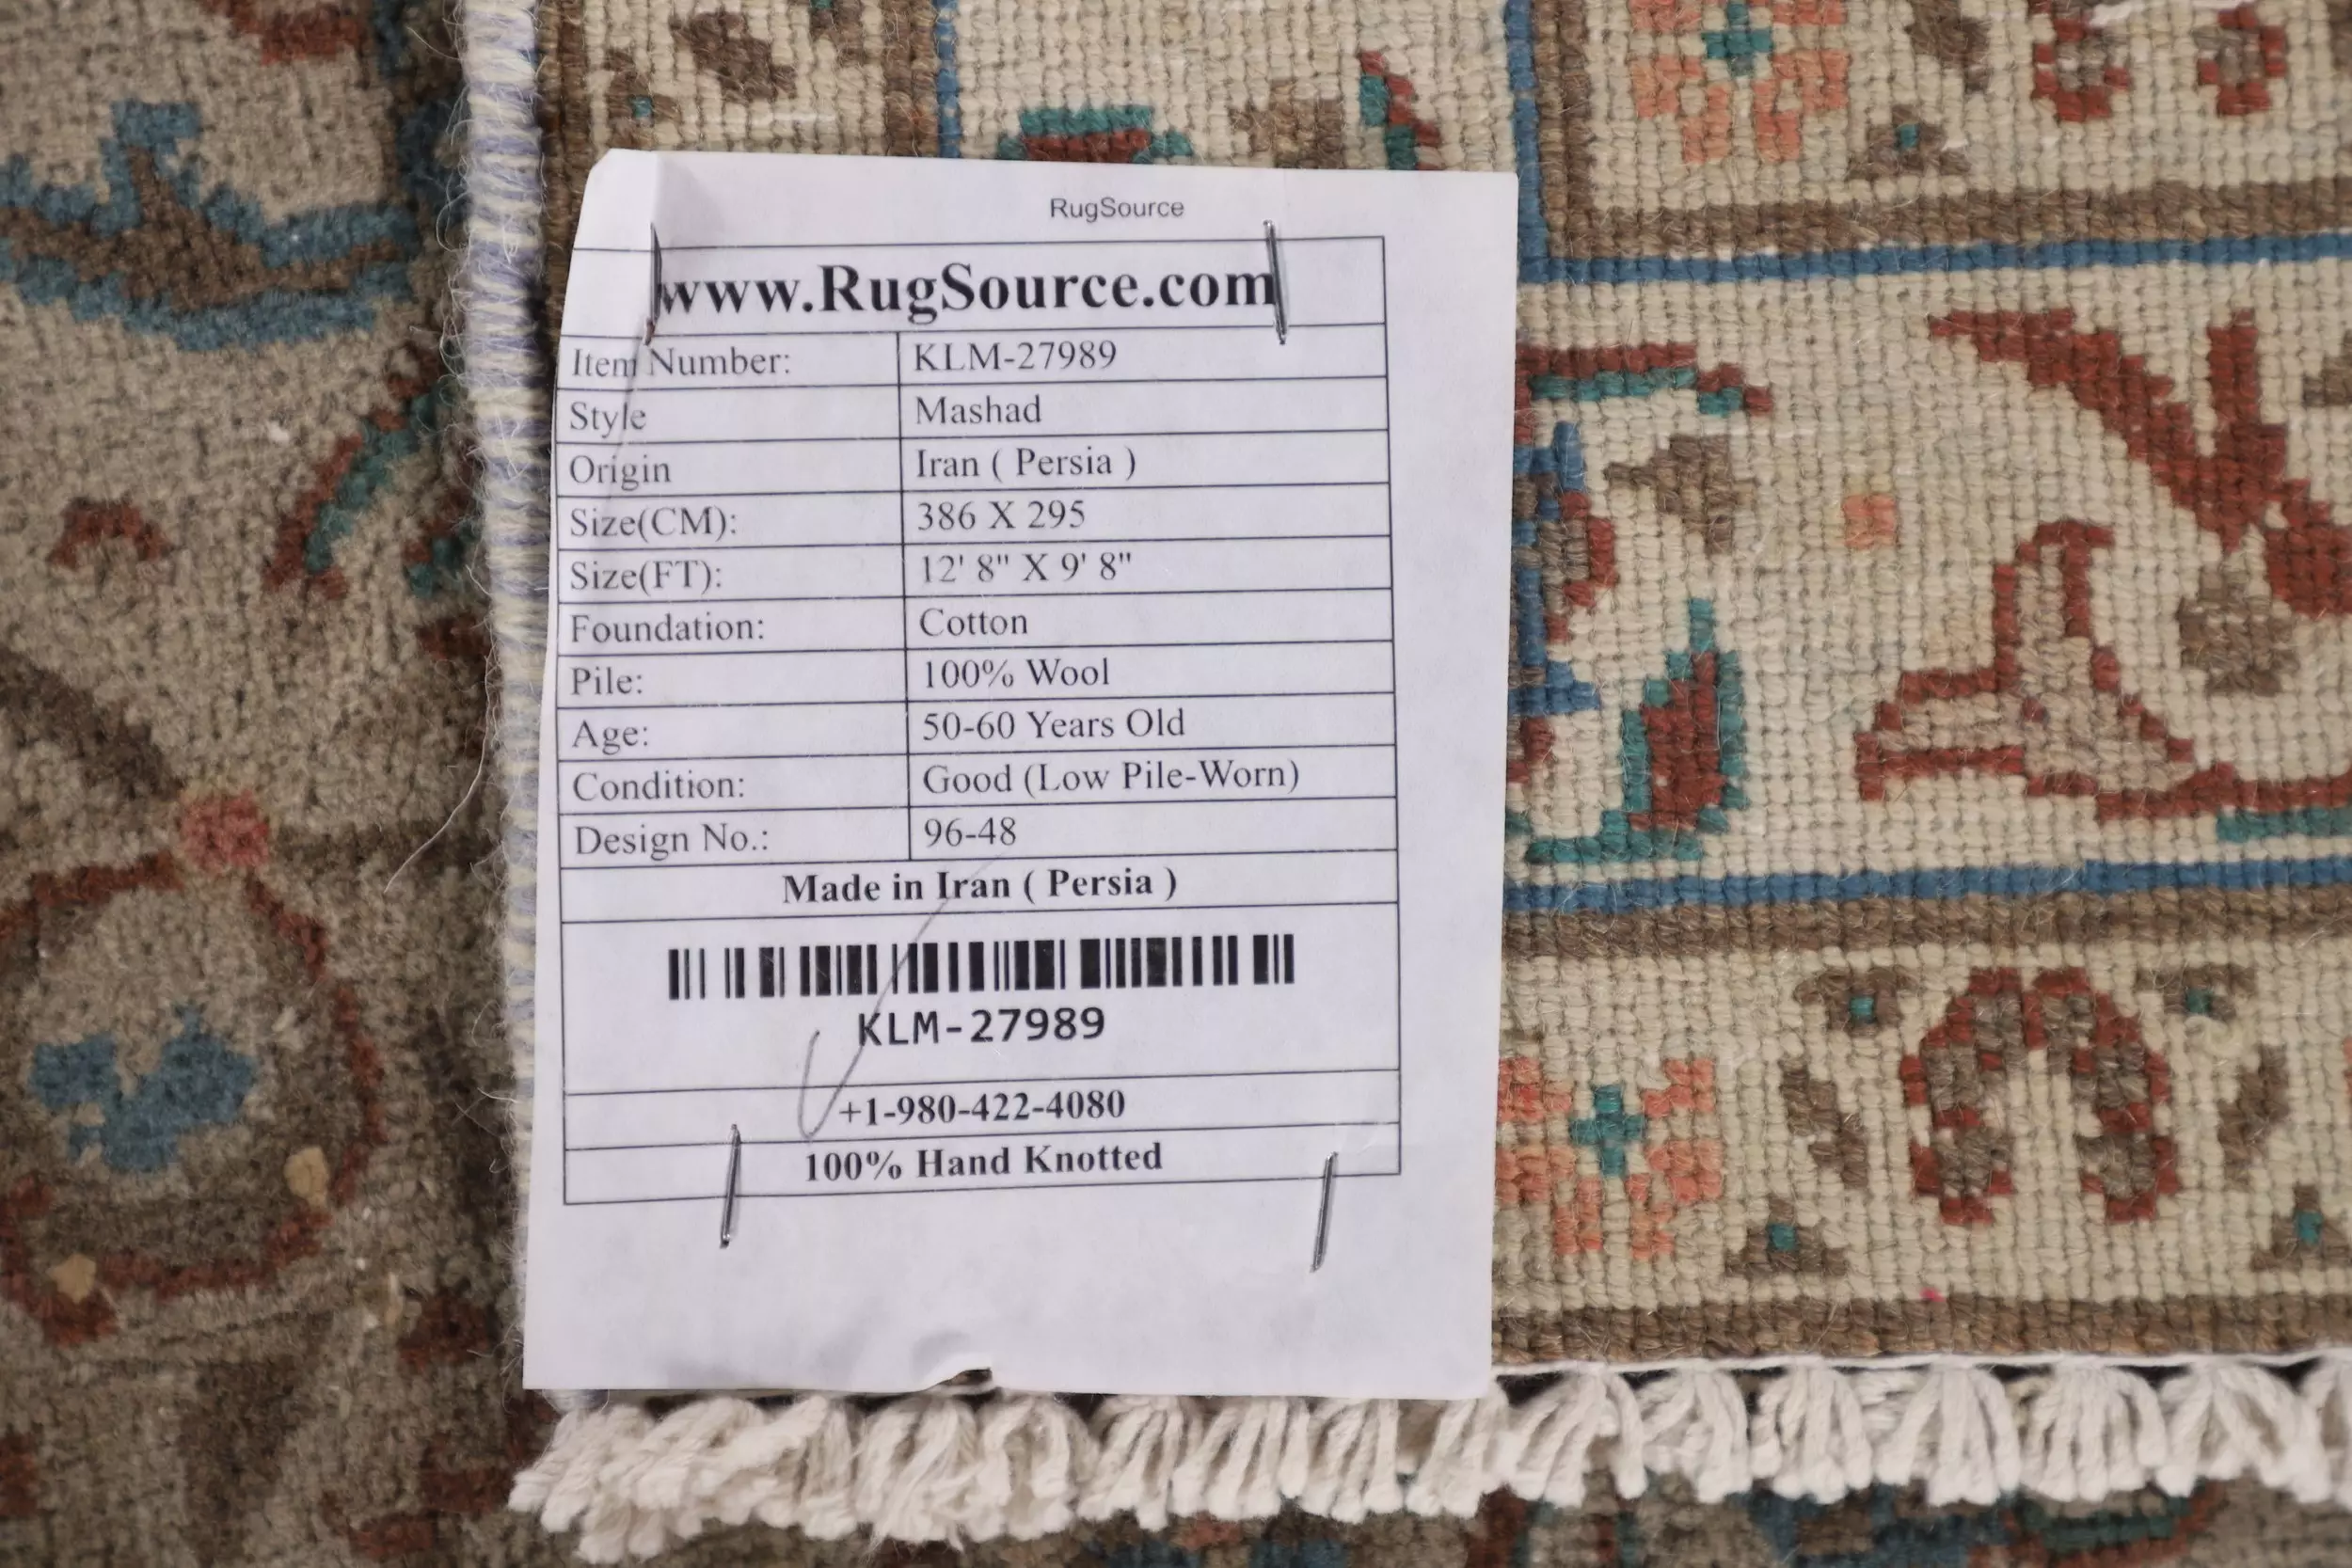 RugSource
www.RugSource.com
Item Number: KLM-27989
Style Mashad
Origin Iran ( Persia )
Size(CM): 386 X 295
Size(FT): 12' 8" X 9' 8"
Foundation: Cotton
Pile: 100% Wool
Age: 50-60 Years Old
Condition: Good (Low Pile-Worn)
Design No.: 96-48
Made in Iran ( Persia )
KLM-27989
+1-980-422-4080
100% Hand Knotted